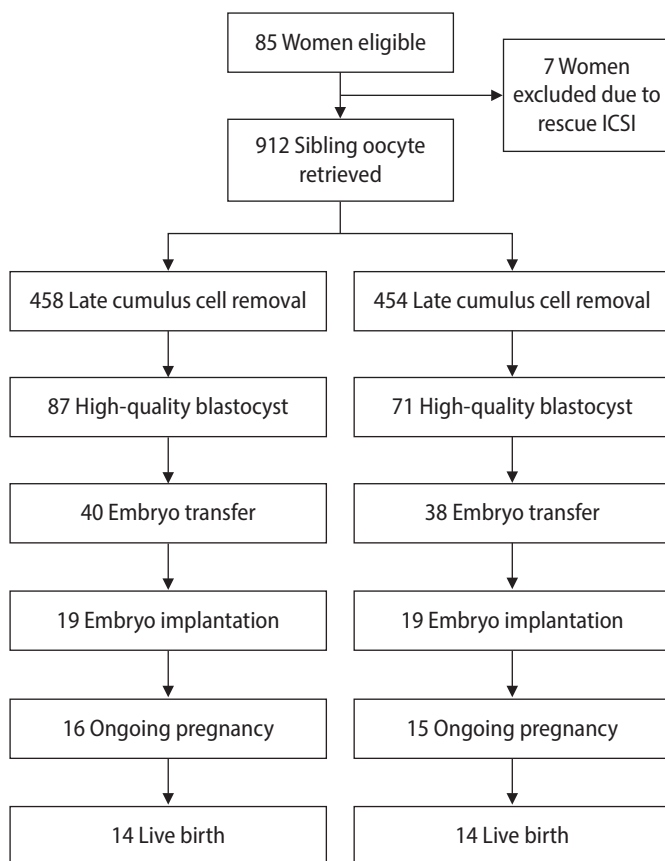 85 Women eligible
7 Women
excluded due to
rescue ICSI
912 Sibling oocyte
retrieved
458 Late cumulus cell removal
454 Late cumulus cell removal
87 High-quality blastocyst
71 High-quality blastocyst
40 Embryo transfer
38 Embryo transfer
19 Embryo implantation
19 Embryo implantation
16 Ongoing pregnancy
15 Ongoing pregnancy
14 Live birth
14 Live birth